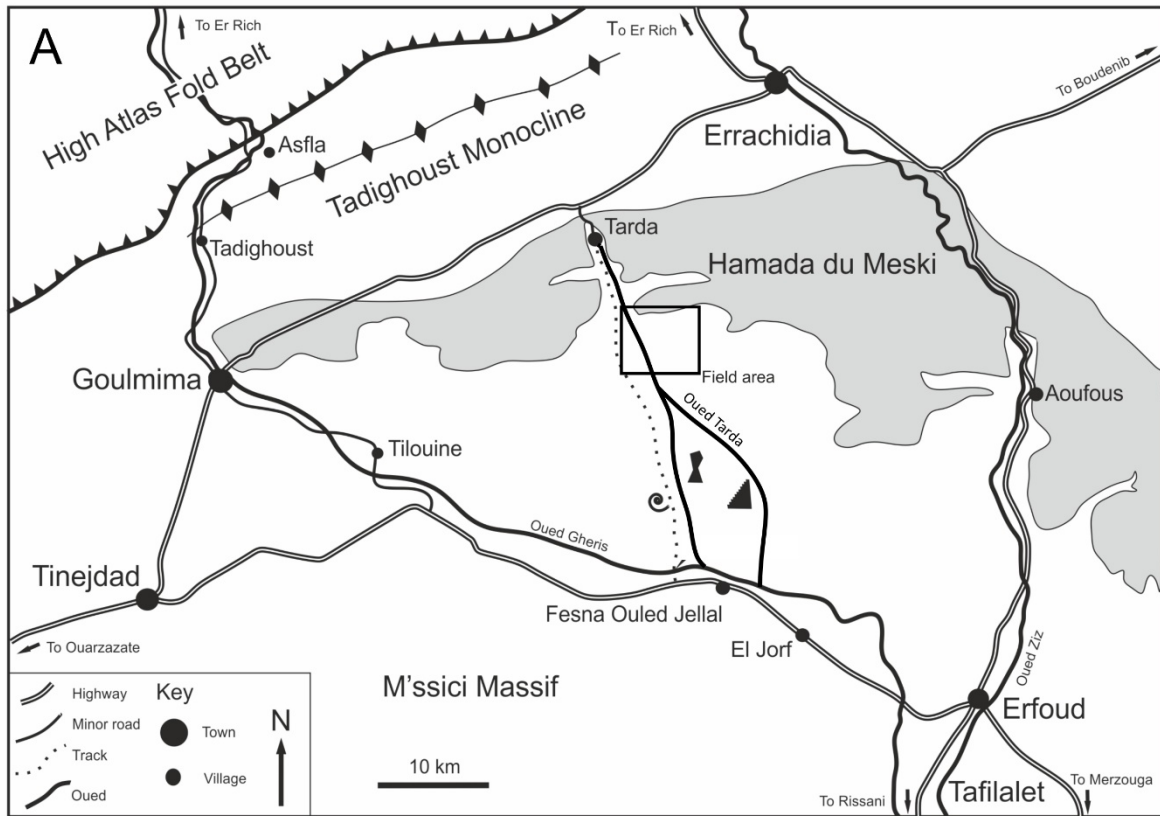 A
To Er Rich
To Er Rich
To Boudenib
High Atlas Fold Belt
Errachidia
Asfla
Tadighoust Monocline
Tadighoust
Tarda
Hamada du Meski
Goulmima
Field area
Aoufous
Oued Tarda
Tilouine
Oued Gheris
Tinejdad
Fesna Ouled Jellal
El Jorf
To Ouarzazate
Oued Ziz
M'ssici Massif
Erfoud
10 km
To Rissani
Tafilalet
To Merzouga
Key
Highway
Minor road
Track
Oued
Town
Village
N